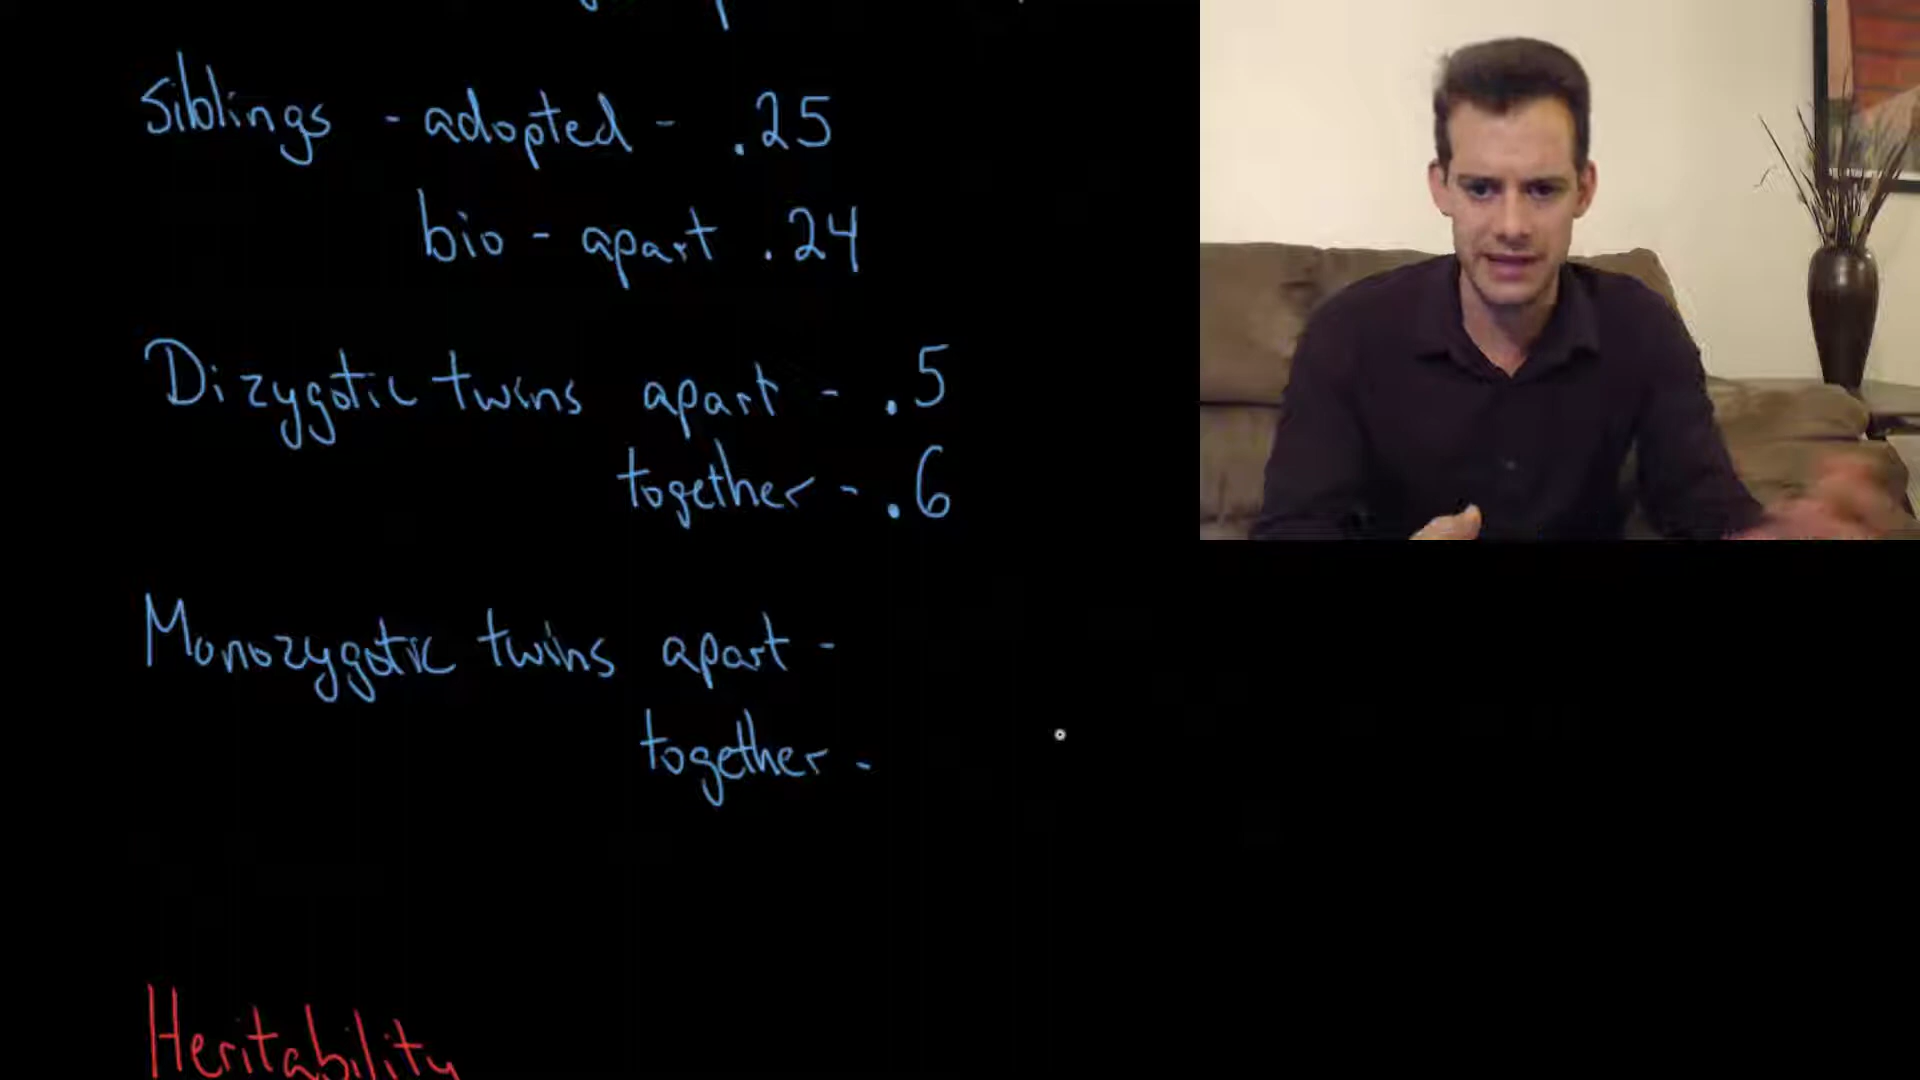 Siblings - adopted - .25
bio - apart .24
Dizygotic twins apart - .5
together - .6
Monozygotic twins apart -
together -
Heritability